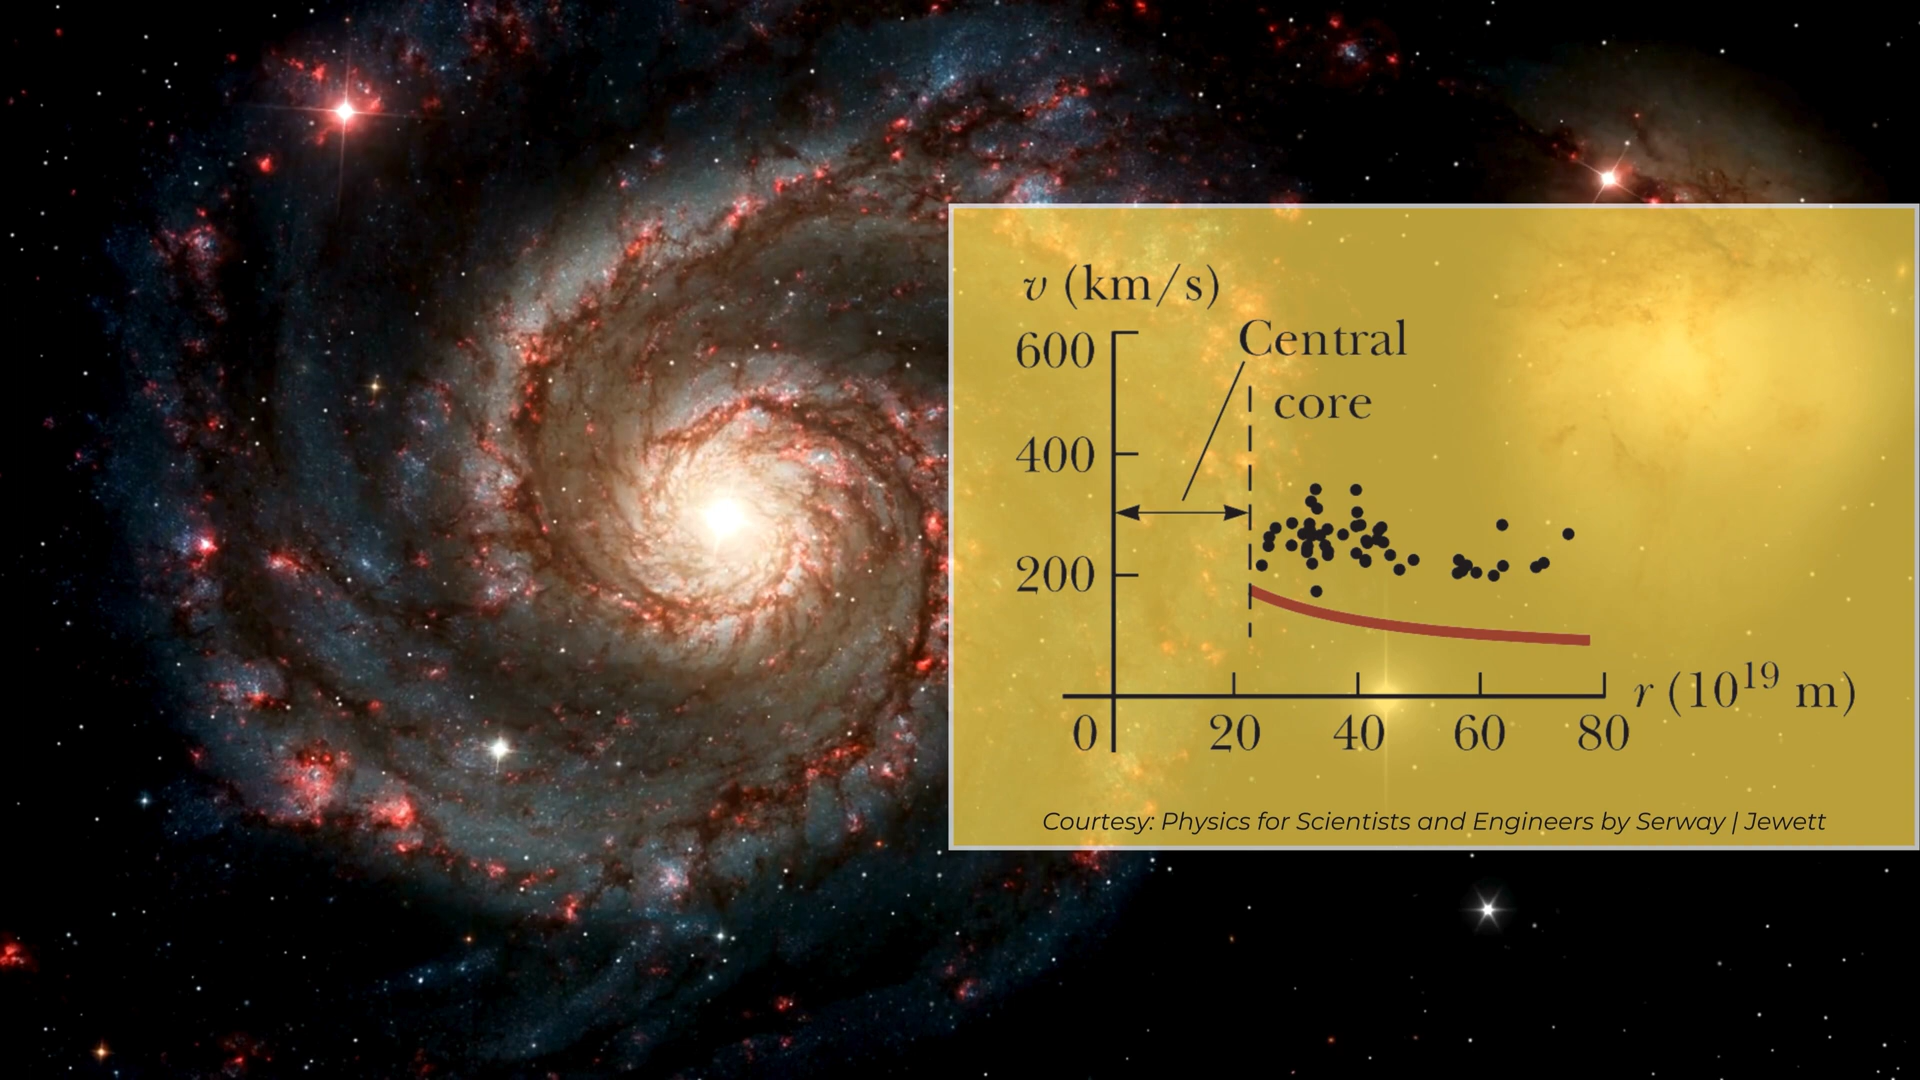 v (km/s)
600
Central
core
400
200
r (10¹⁹ m)
0 20 40 60 80
Courtesy: Physics for Scientists and Engineers by Serway | Jewett